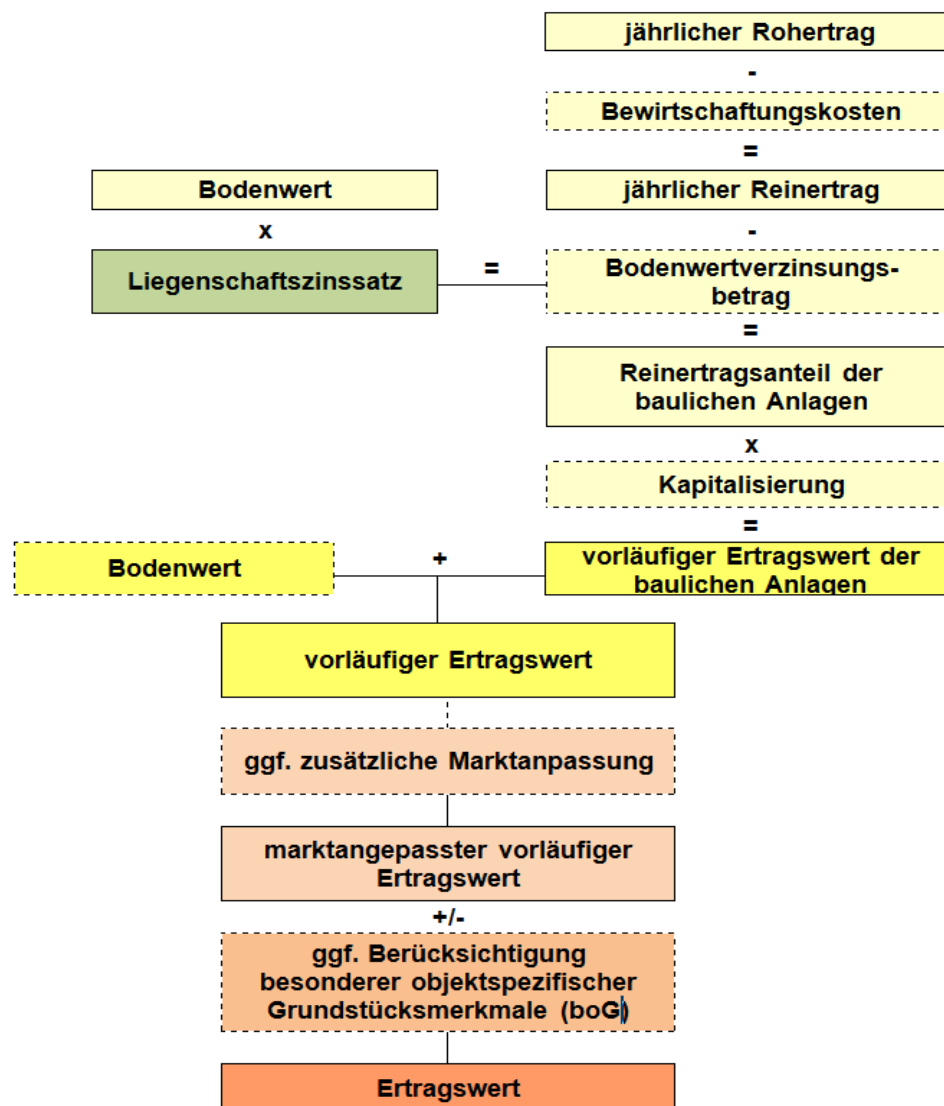 jährlicher Rohertrag
-
Bewirtschaftungskosten
=
Bodenwert
jährlicher Reinertrag
x
-
Liegenschaftszinssatz
=
Bodenwertverzinsungs-
betrag
=
Reinertragsanteil der
baulichen Anlagen
x
Kapitalisierung
=
Bodenwert
+
vorläufiger Ertragswert der
baulichen Anlagen
vorläufiger Ertragswert
ggf. zusätzliche Marktanpassung
marktangepasster vorläufiger
Ertragswert
+/-
ggf. Berücksichtigung
besonderer objektspezifischer
Grundstücksmerkmale (boG)
Ertragswert